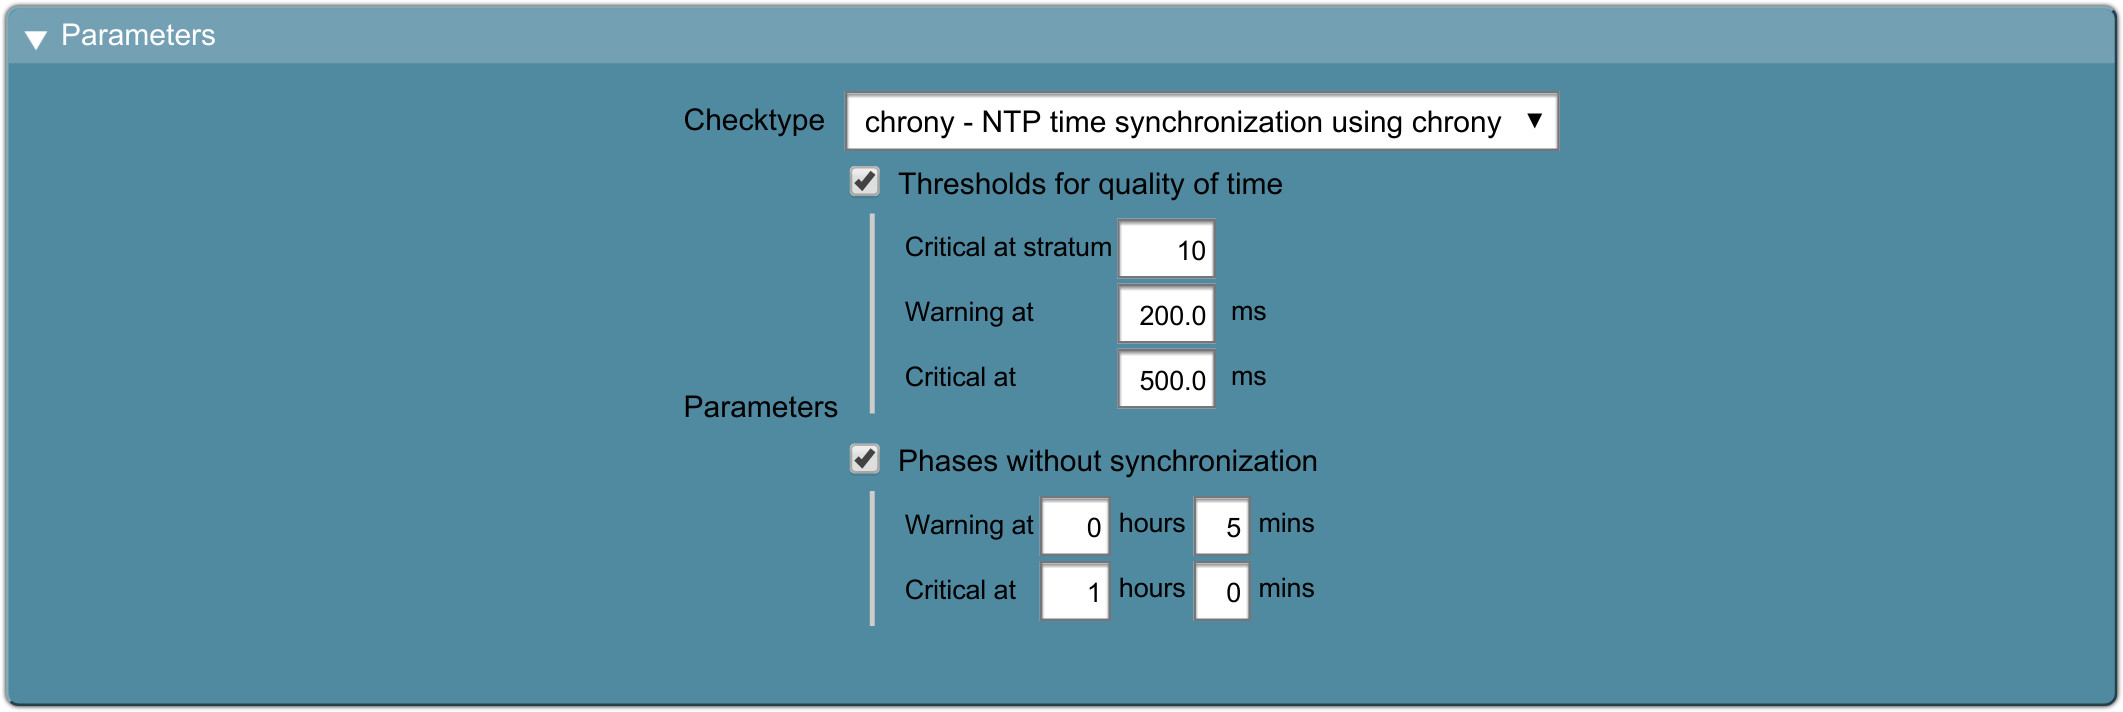 Parameters
Checktype chrony - NTP time synchronization using chrony
Thresholds for quality of time
Critical at stratum 10
Warning at 200.0 ms
Critical at 500.0 ms
Parameters
Phases without synchronization
Warning at 0 hours 5 mins
Critical at 1 hours 0 mins